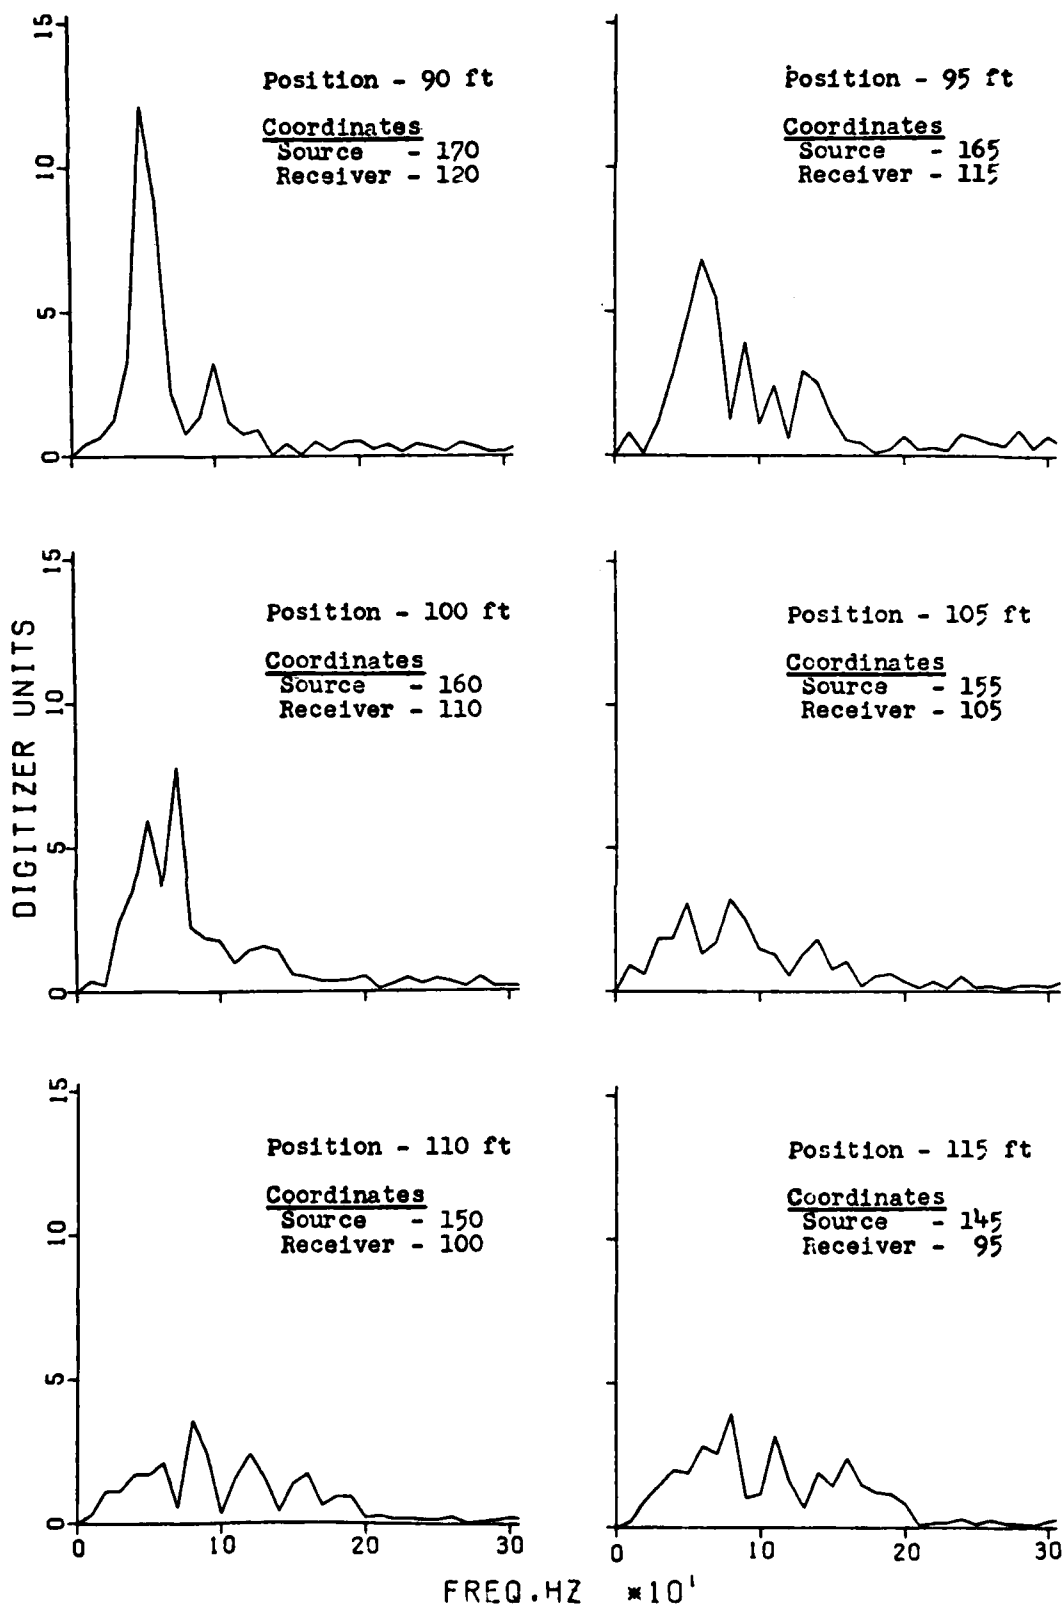 15
10
5
0
Position - 90 ft
Coordinates
Source - 170
Receiver - 120
Position - 95 ft
Coordinates
Source - 165
Receiver - 115
DIGITIZER UNITS
15
10
5
0
Position - 100 ft
Coordinates
Source - 160
Receiver - 110
Position - 105 ft
Coordinates
Source - 155
Receiver - 105
15
10
5
0
Position - 110 ft
Coordinates
Source - 150
Receiver - 100
Position - 115 ft
Coordinates
Source - 145
Receiver - 95
0 10 20 30
0 10 20 30
FREQ.HZ *10¹